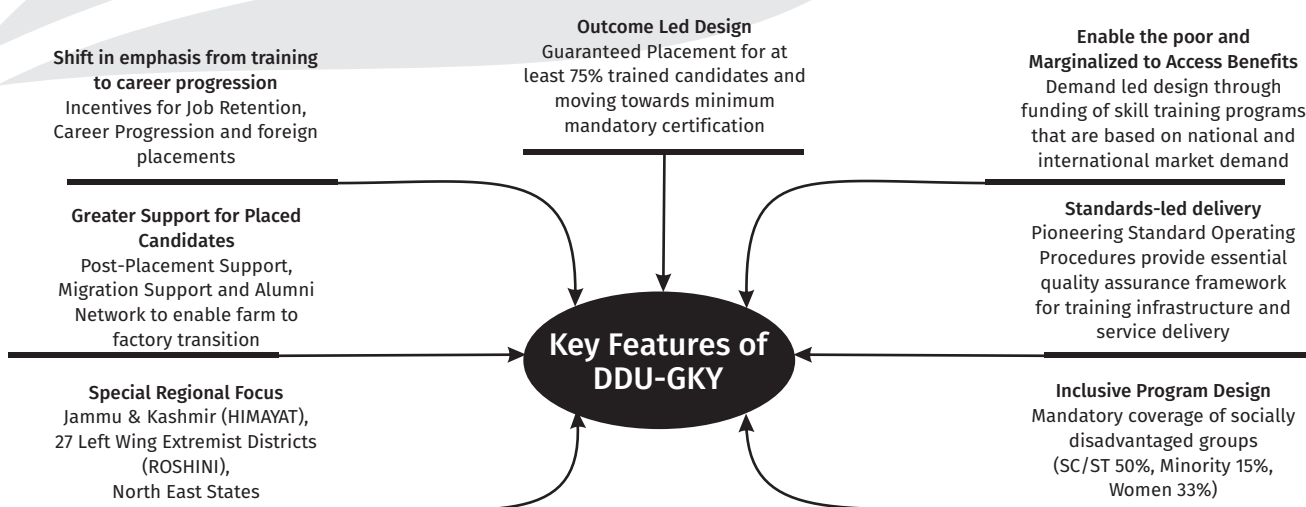 Shift in emphasis from training
to career progression
Incentives for Job Retention,
Career Progression and foreign
placements
Outcome Led Design
Guaranteed Placement for at
least 75% trained candidates and
moving towards minimum
mandatory certification
Enable the poor and
Marginalized to Access Benefits
Demand led design through
funding of skill training programs
that are based on national and
international market demand
Greater Support for Placed
Candidates
Post-Placement Support,
Migration Support and Alumni
Network to enable farm to
factory transition
Key Features of
DDU-GKY
Standards-led delivery
Pioneering Standard Operating
Procedures provide essential
quality assurance framework
for training infrastructure and
service delivery
Special Regional Focus
Jammu & Kashmir (HIMAYAT),
27 Left Wing Extremist Districts
(ROSHINI),
North East States
Inclusive Program Design
Mandatory coverage of socially
disadvantaged groups
(SC/ST 50%, Minority 15%,
Women 33%)